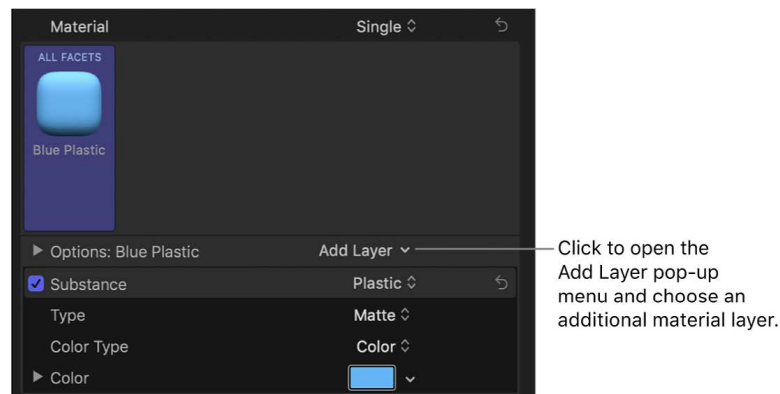 Material Single
ALL FACETS
Blue Plastic
Options: Blue Plastic Add Layer
Substance Plastic
Type Matte
Color Type Color
Color
Click to open the
Add Layer pop-up
menu and choose an
additional material layer.